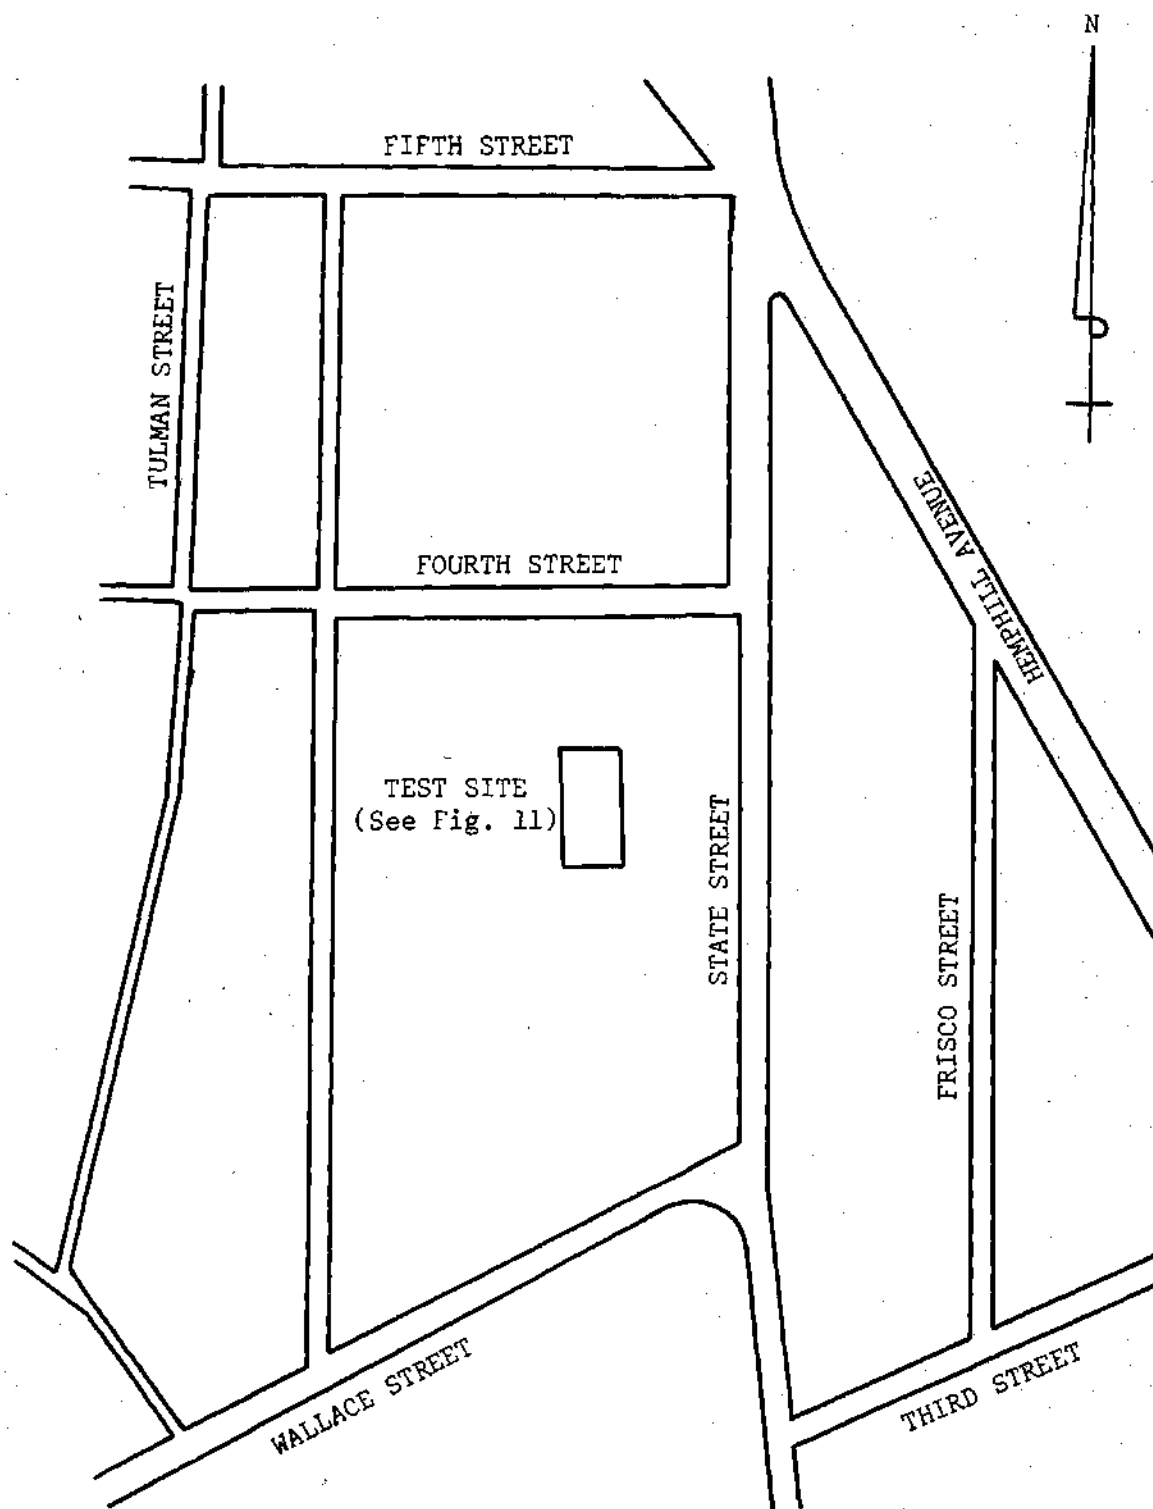 N
FIFTH STREET
TULMAN STREET
HEMPHILL AVENUE
FOURTH STREET
TEST SITE
(See Fig. 11)
STATE STREET
FRISCO STREET
WALLACE STREET
THIRD STREET